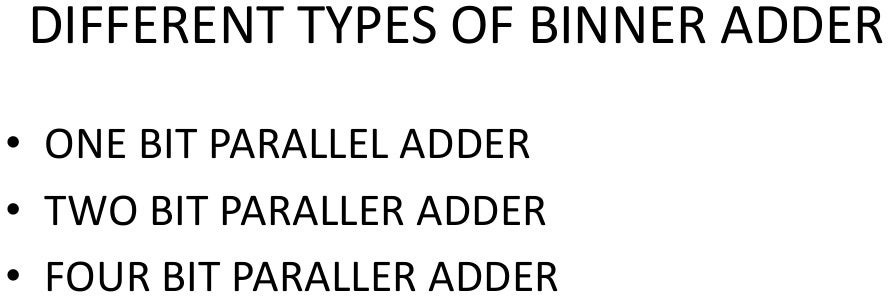 DIFFERENT TYPES OF BINNER ADDER
• ONE BIT PARALLEL ADDER
• TWO BIT PARALLER ADDER
• FOUR BIT PARALLER ADDER